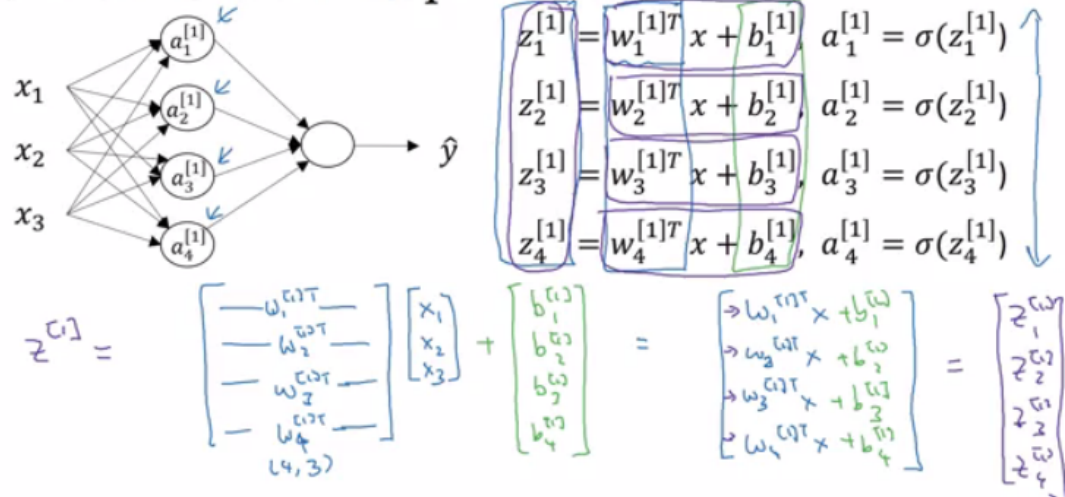 a₁^[1]
z₁^[1] = w₁^[1]T x + b₁^[1], a₁^[1] = σ(z₁^[1])
x₁
a₂^[1]
z₂^[1] = w₂^[1]T x + b₂^[1], a₂^[1] = σ(z₂^[1])
x₂
ŷ
a₃^[1]
z₃^[1] = w₃^[1]T x + b₃^[1], a₃^[1] = σ(z₃^[1])
x₃
a₄^[1]
z₄^[1] = w₄^[1]T x + b₄^[1], a₄^[1] = σ(z₄^[1])
z^[1] = [ — w₁^[1]T — ] [ x₁ ] + [ b₁^[1] ] = [ → w₁^[1]T x + b₁^[1] ] = [ z₁^[1] ]
[ — w₂^[1]T — ] [ x₂ ] [ b₂^[1] ] [ → w₂^[1]T x + b₂^[1] ] [ z₂^[1] ]
[ — w₃^[1]T — ] [ x₃ ] [ b₃^[1] ] [ → w₃^[1]T x + b₃^[1] ] [ z₃^[1] ]
[ — w₄^[1]T — ] [ b₄^[1] ] [ → w₄^[1]T x + b₄^[1] ] [ z₄^[1] ]
(4,3)